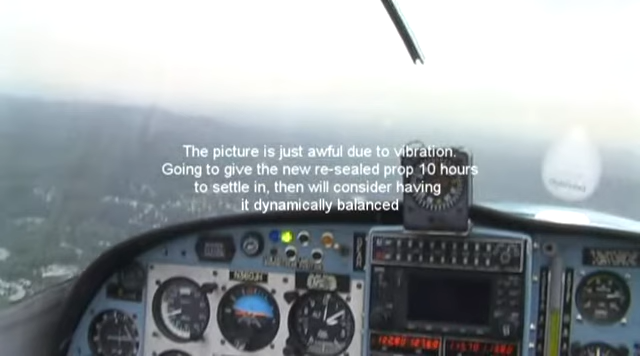 The picture is just awful due to vibration.
Going to give the new re-sealed prop 10 hours
to settle in, then will consider having
it dynamically balanced